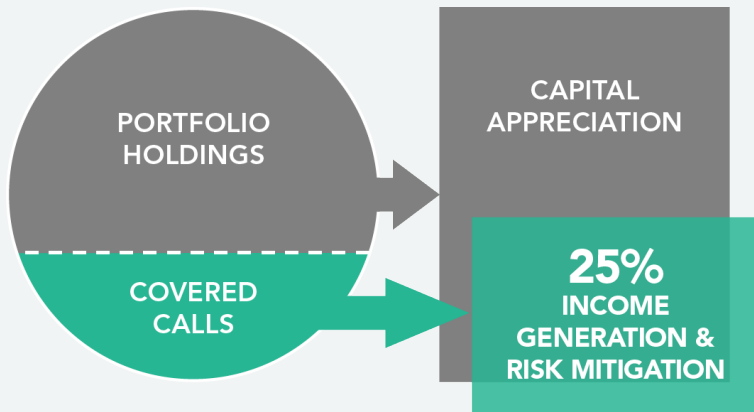 PORTFOLIO
HOLDINGS
COVERED
CALLS
CAPITAL
APPRECIATION
25%
INCOME
GENERATION &
RISK MITIGATION